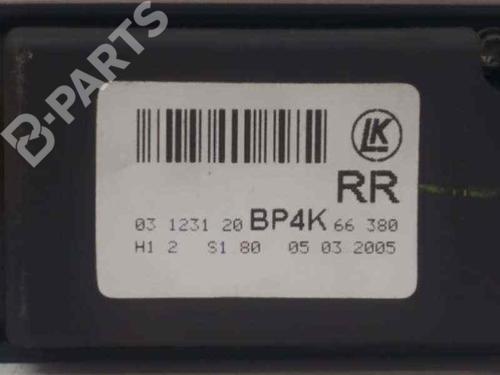 B-PARTS
LK
RR
03 1231 20 BP4K 66 380
H1 2 S1 80 05 03 2005